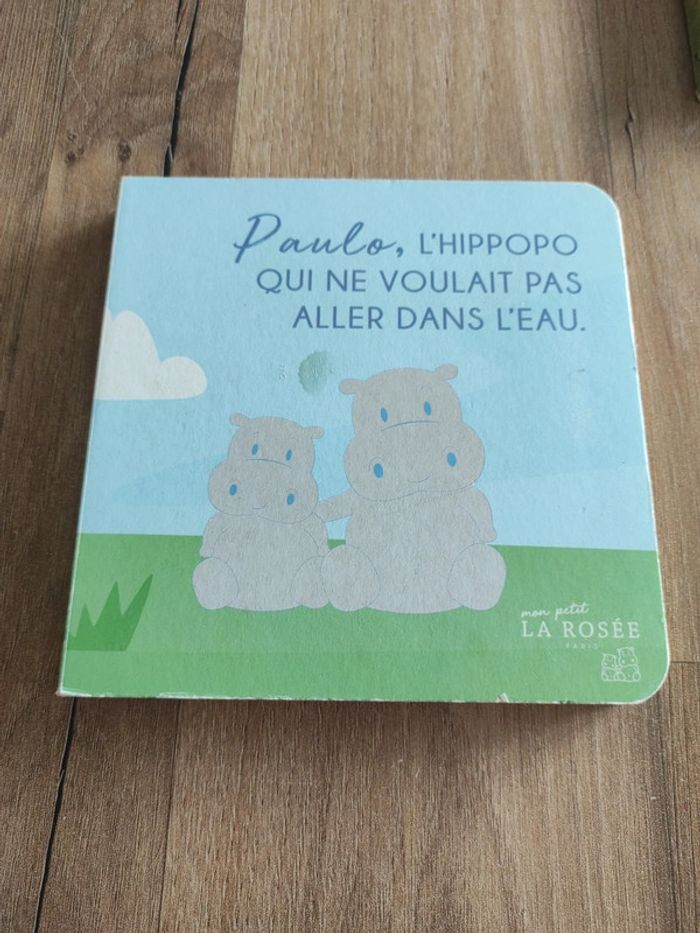 Paulo, L'HIPPOPO
QUI NE VOULAIT PAS
ALLER DANS L'EAU.
mon petit
LA ROSÉE
PARIS